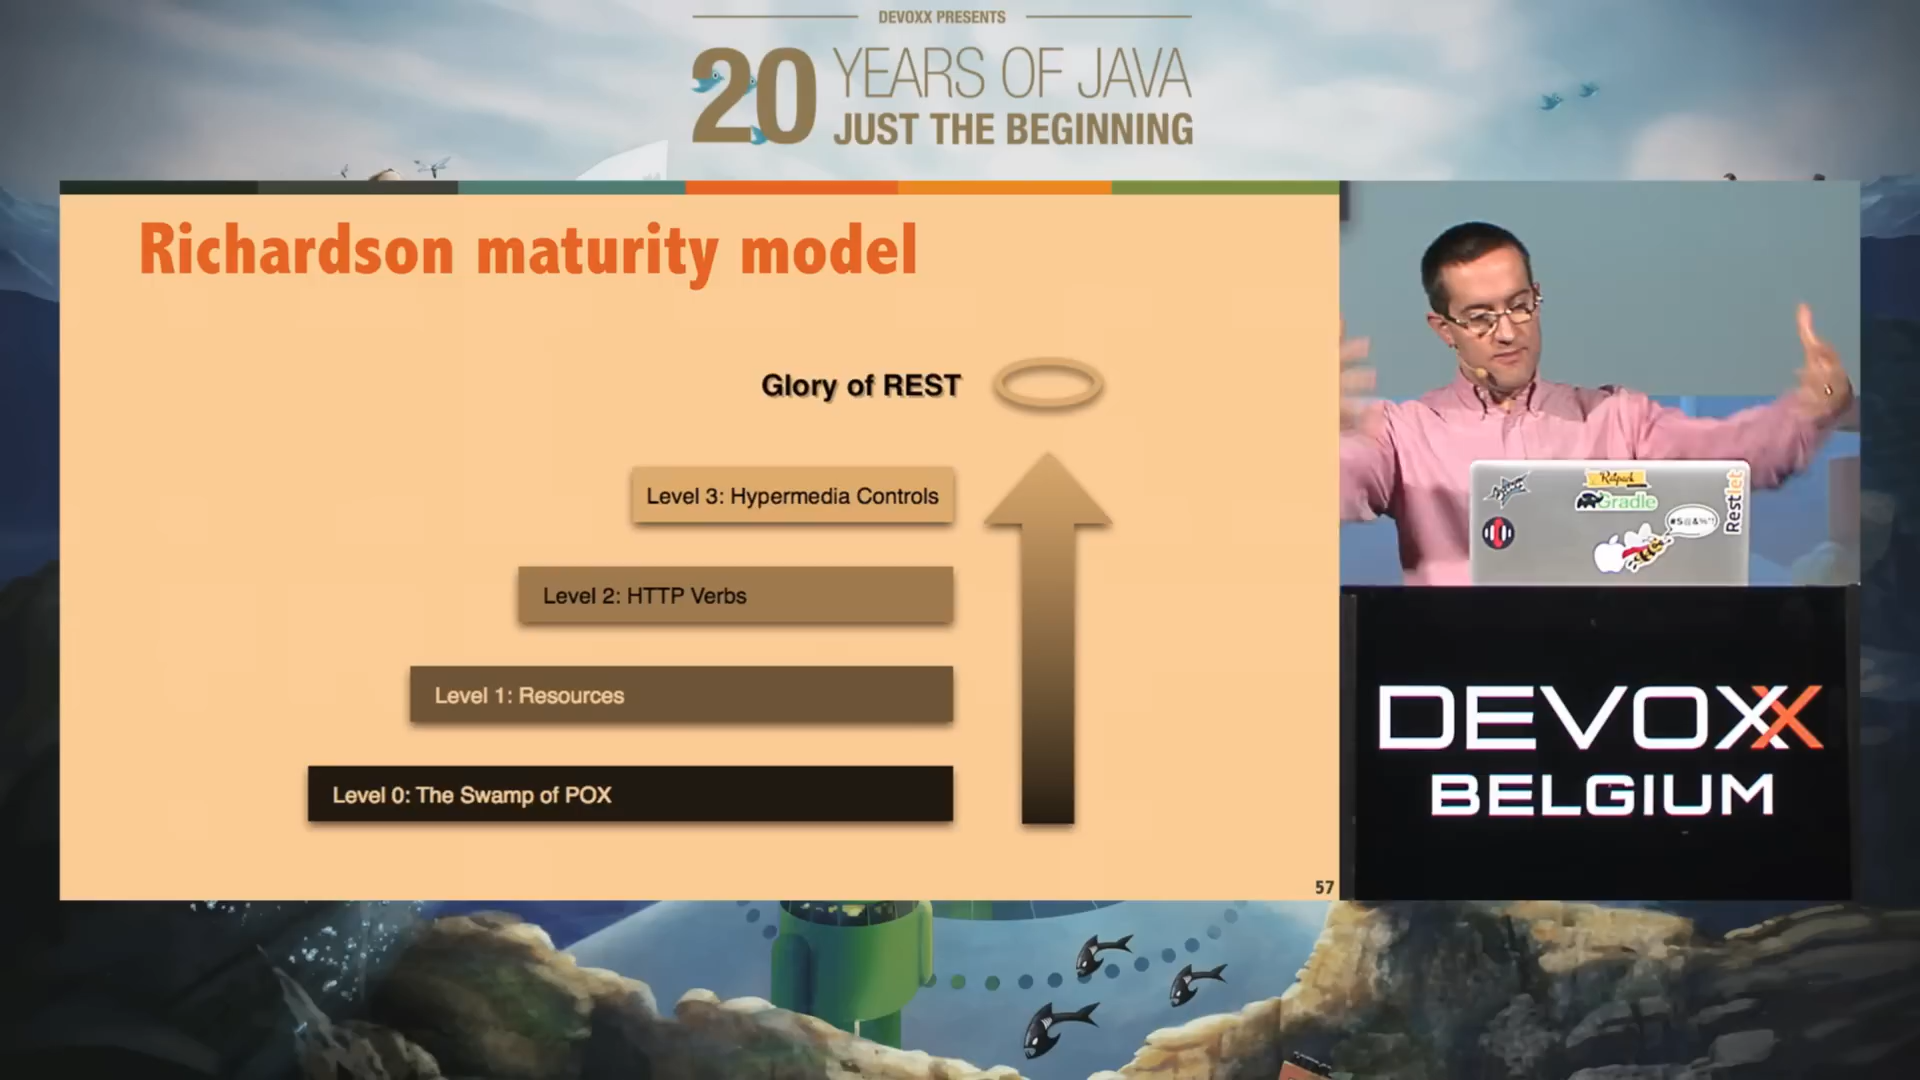 DEVOXX PRESENTS
20 YEARS OF JAVA
JUST THE BEGINNING
Richardson maturity model
Glory of REST
Level 3: Hypermedia Controls
Level 2: HTTP Verbs
Level 1: Resources
Level 0: The Swamp of POX
57
Ratpack
Gradle
#$@&%*!
Restlet
DEVOXX
BELGIUM